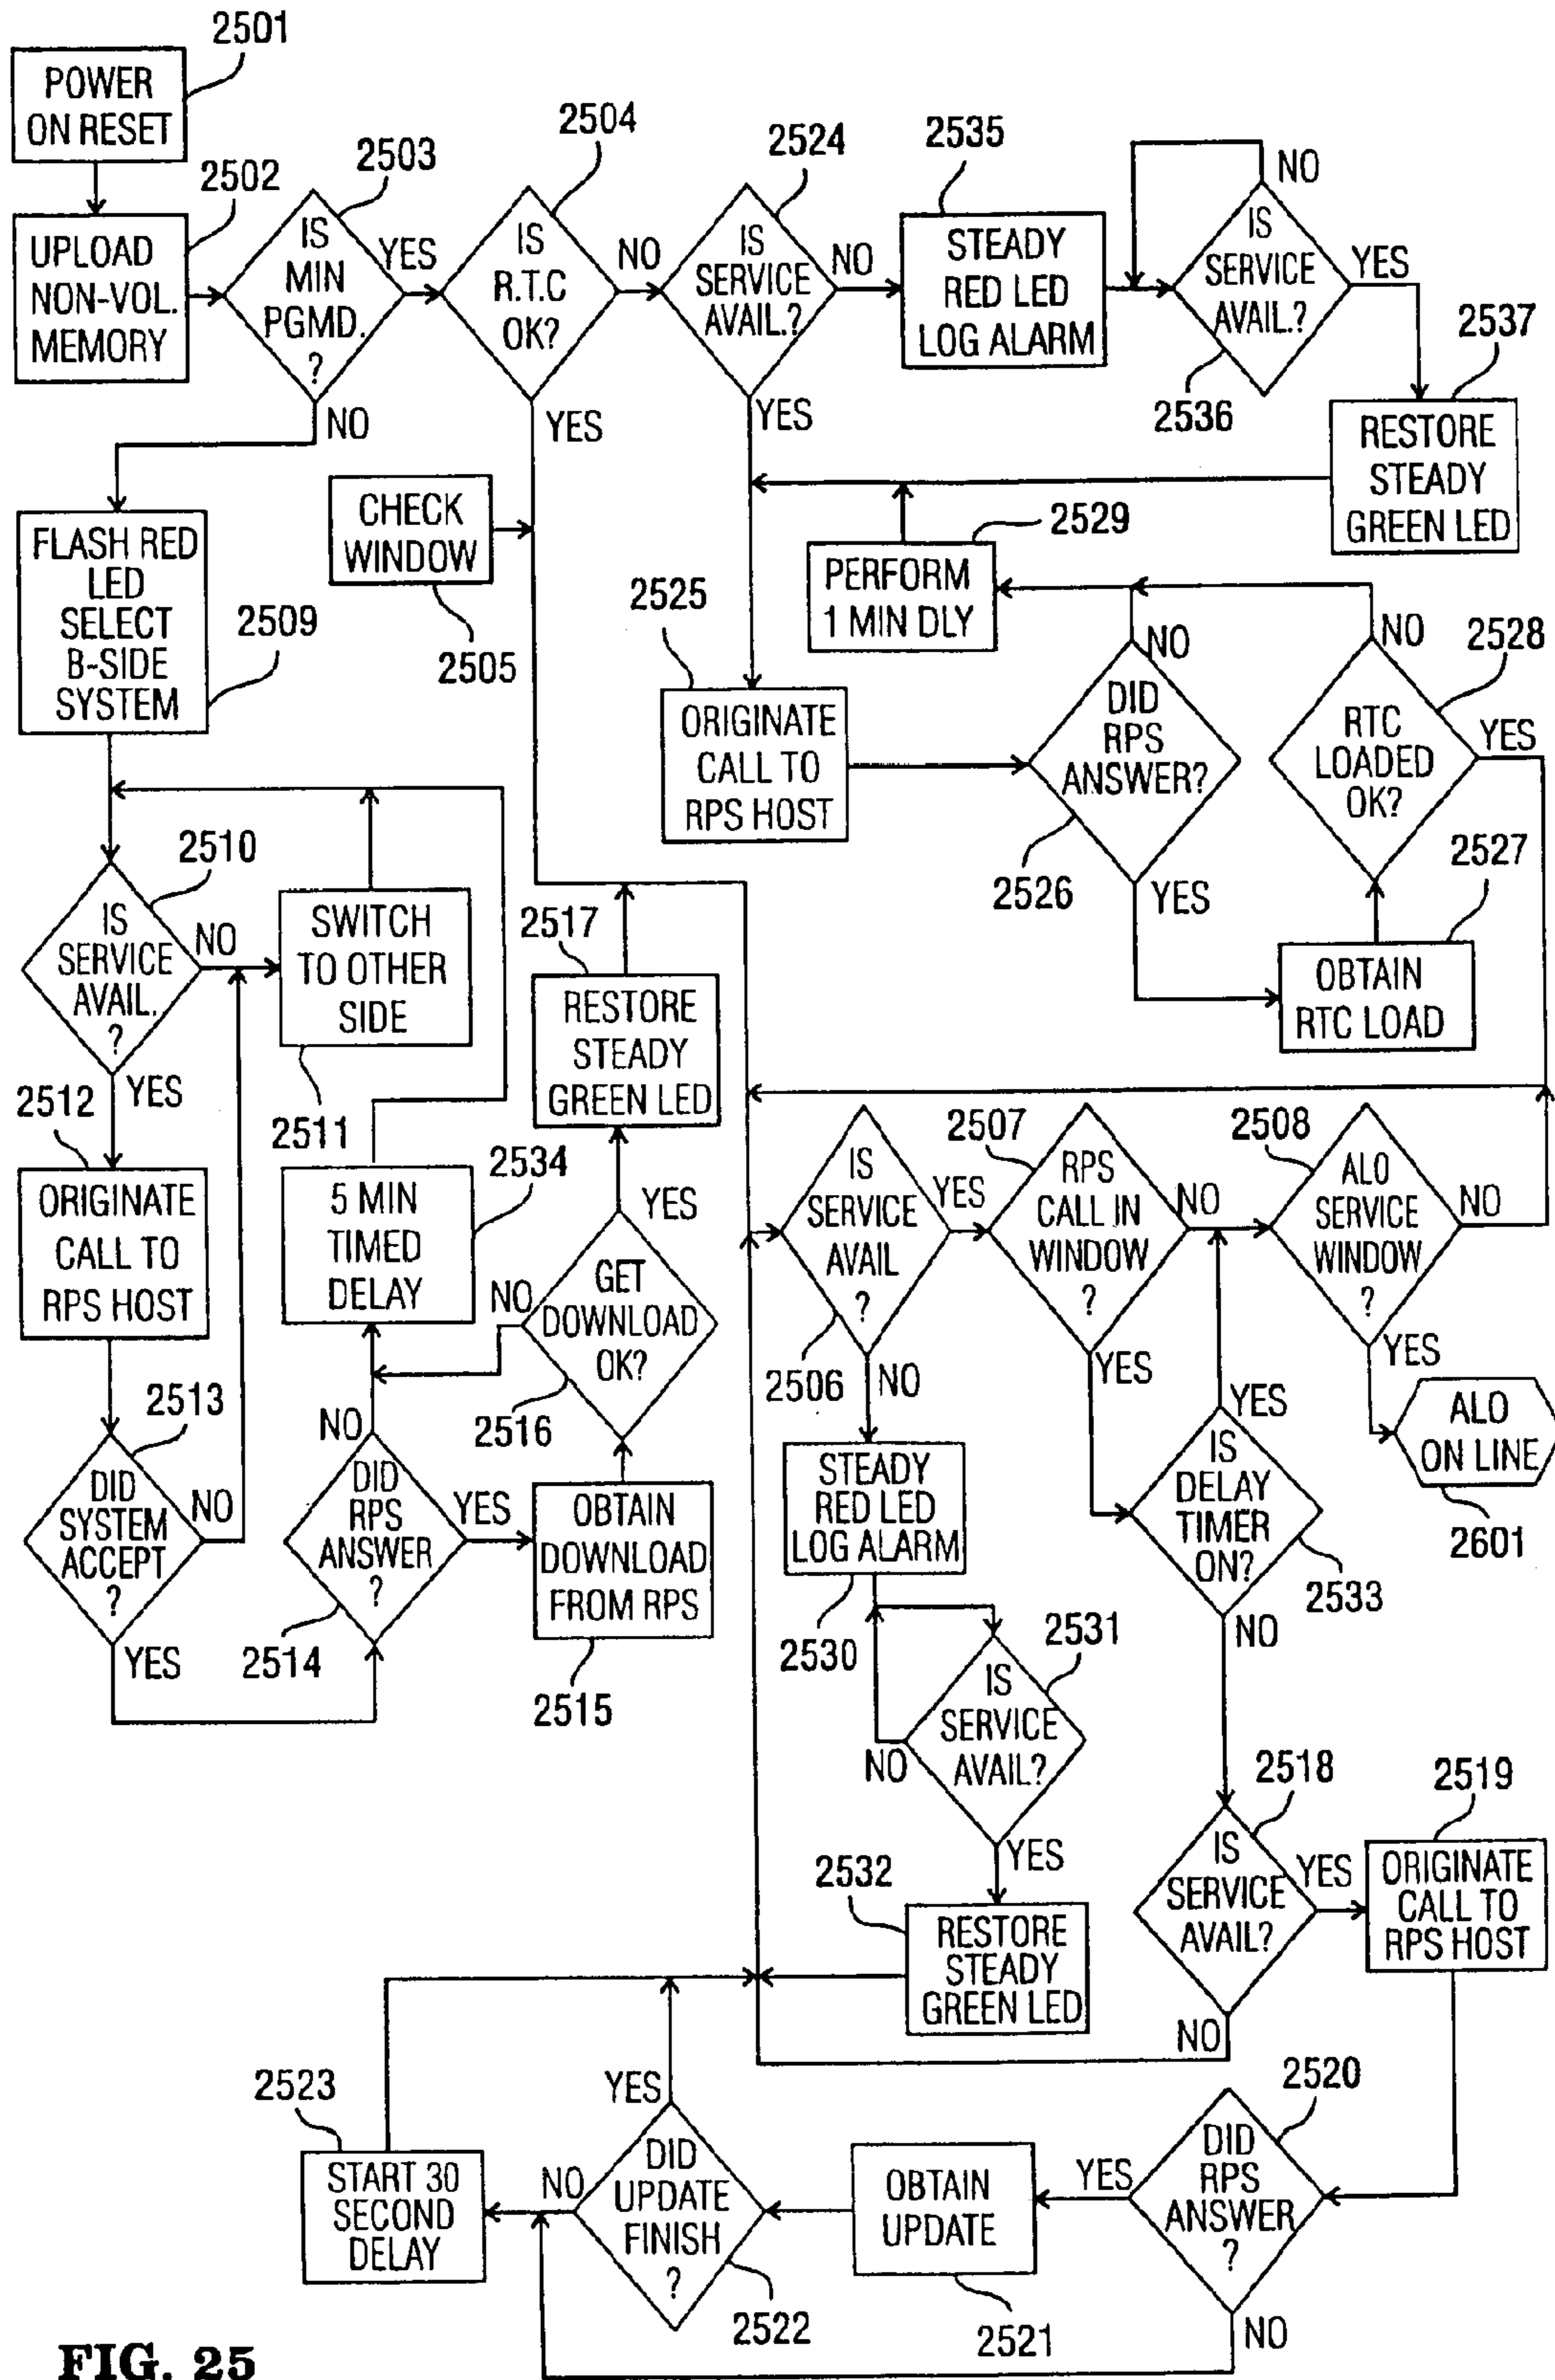 2501
POWER
ON RESET
2502
UPLOAD
NON-VOL.
MEMORY
2503
IS
MIN
PGMD.
?
YES
NO
2504
IS
R.T.C
OK?
NO
YES
2524
IS
SERVICE
AVAIL.?
NO
YES
2535
STEADY
RED LED
LOG ALARM
NO
IS
SERVICE
AVAIL.?
YES
2536
2537
RESTORE
STEADY
GREEN LED
CHECK
WINDOW
2505
FLASH RED
LED
SELECT
B-SIDE
SYSTEM
2509
2529
PERFORM
1 MIN DLY
2525
ORIGINATE
CALL TO
RPS HOST
NO
DID
RPS
ANSWER?
2526
YES
NO
2528
RTC
LOADED
OK?
YES
2527
OBTAIN
RTC LOAD
2510
IS
SERVICE
AVAIL.
?
NO
YES
SWITCH
TO OTHER
SIDE
2511
2512
ORIGINATE
CALL TO
RPS HOST
2513
DID
SYSTEM
ACCEPT
?
NO
YES
2534
5 MIN
TIMED
DELAY
NO
DID
RPS
ANSWER
?
YES
2514
OBTAIN
DOWNLOAD
FROM RPS
2515
YES
GET
DOWNLOAD
OK?
NO
2516
2517
RESTORE
STEADY
GREEN LED
IS
SERVICE
AVAIL
?
YES
2506
NO
2507
RPS
CALL IN
WINDOW
?
NO
YES
2508
ALO
SERVICE
WINDOW
?
NO
YES
ALO
ON LINE
2601
STEADY
RED LED
LOG ALARM
2530
2531
IS
SERVICE
AVAIL?
NO
YES
2532
RESTORE
STEADY
GREEN LED
YES
IS
DELAY
TIMER
ON?
2533
NO
2518
IS
SERVICE
AVAIL?
YES
NO
2519
ORIGINATE
CALL TO
RPS HOST
2520
DID
RPS
ANSWER
?
YES
NO
OBTAIN
UPDATE
2521
YES
DID
UPDATE
FINISH
?
NO
2522
2523
START 30
SECOND
DELAY
FIG. 25